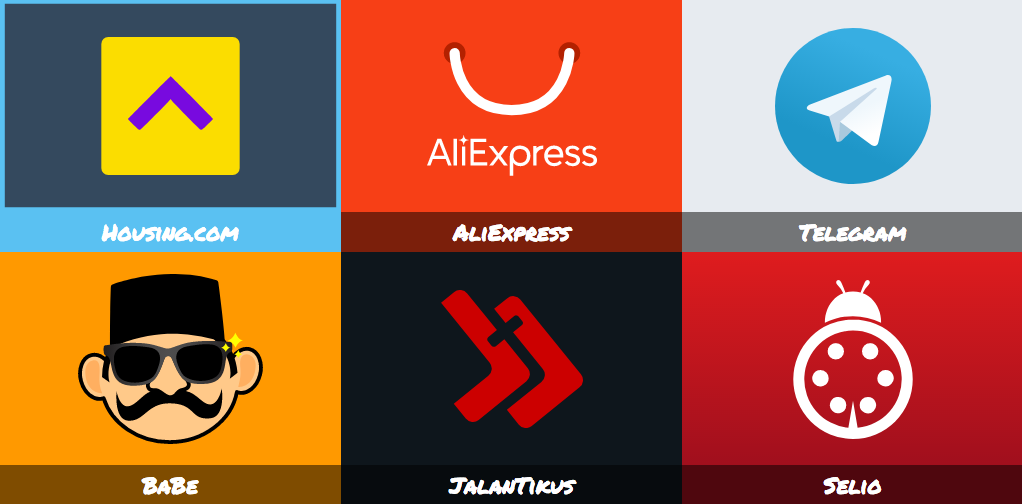 AliExpress
Housing.com
AliExpress
Telegram
BaBe
JalanTikus
Selio